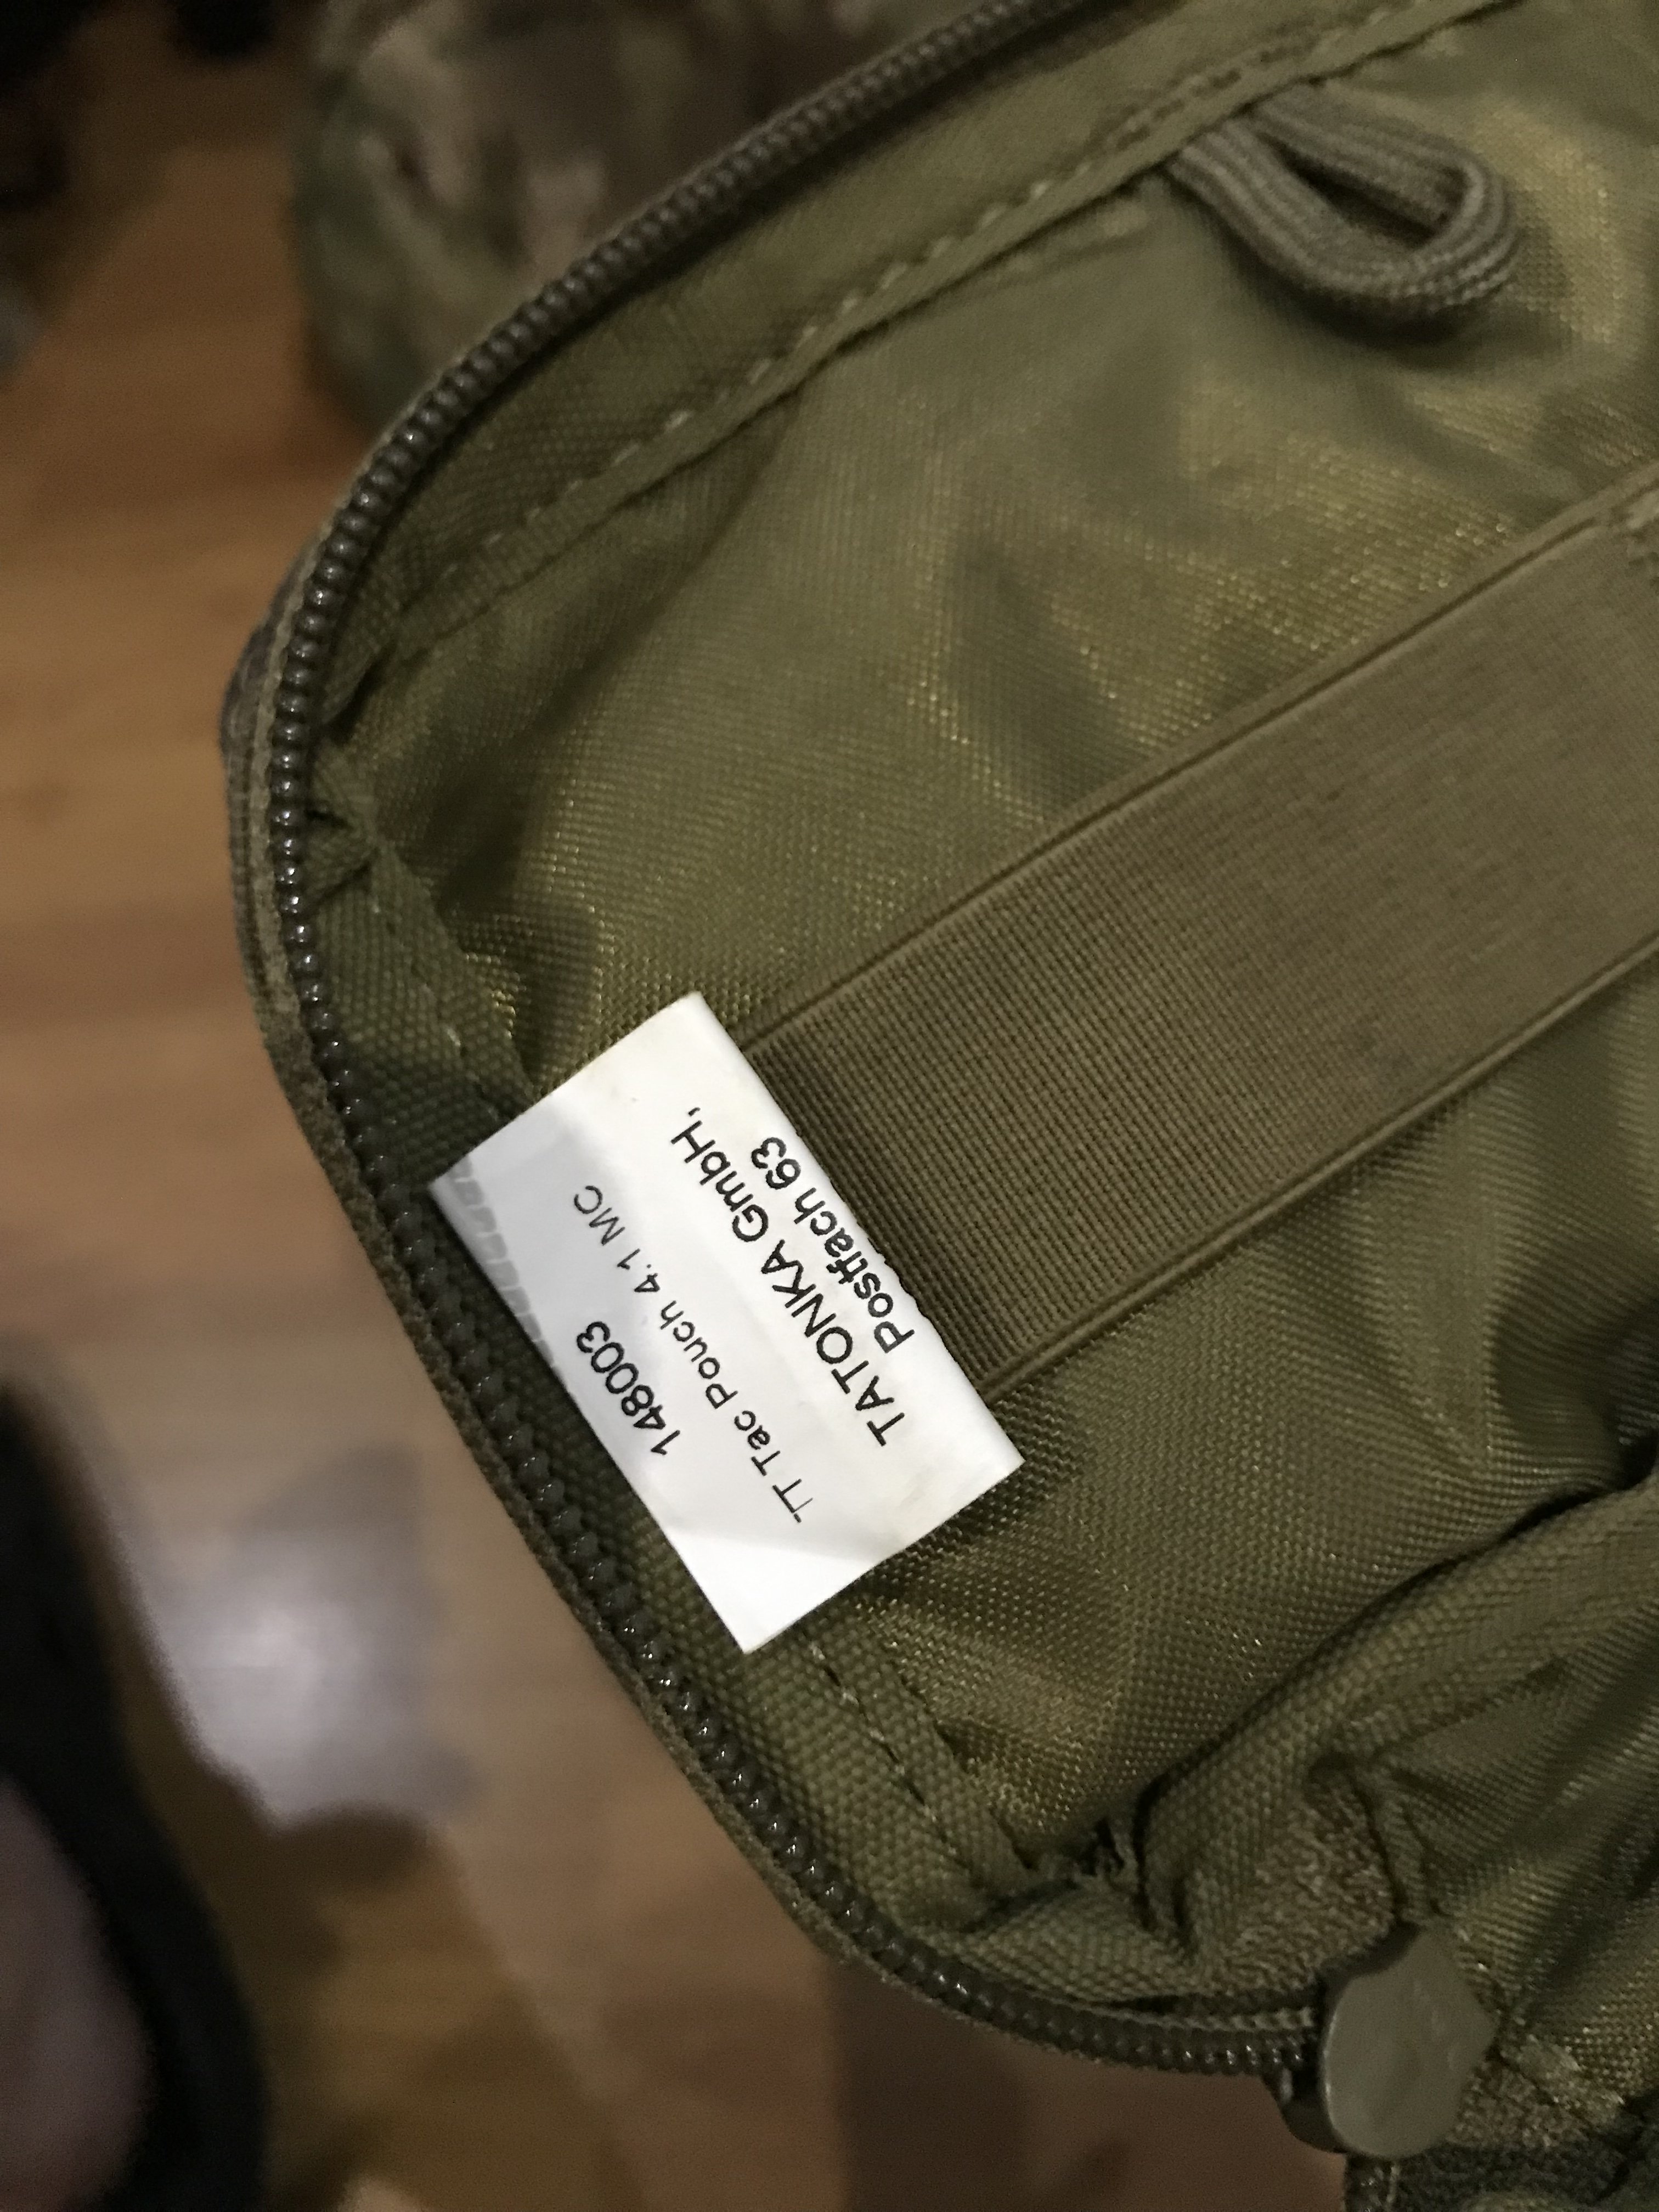 148003
TT Tac Pouch 4.1 MC
TATONKA GmbH,
Postfach 63